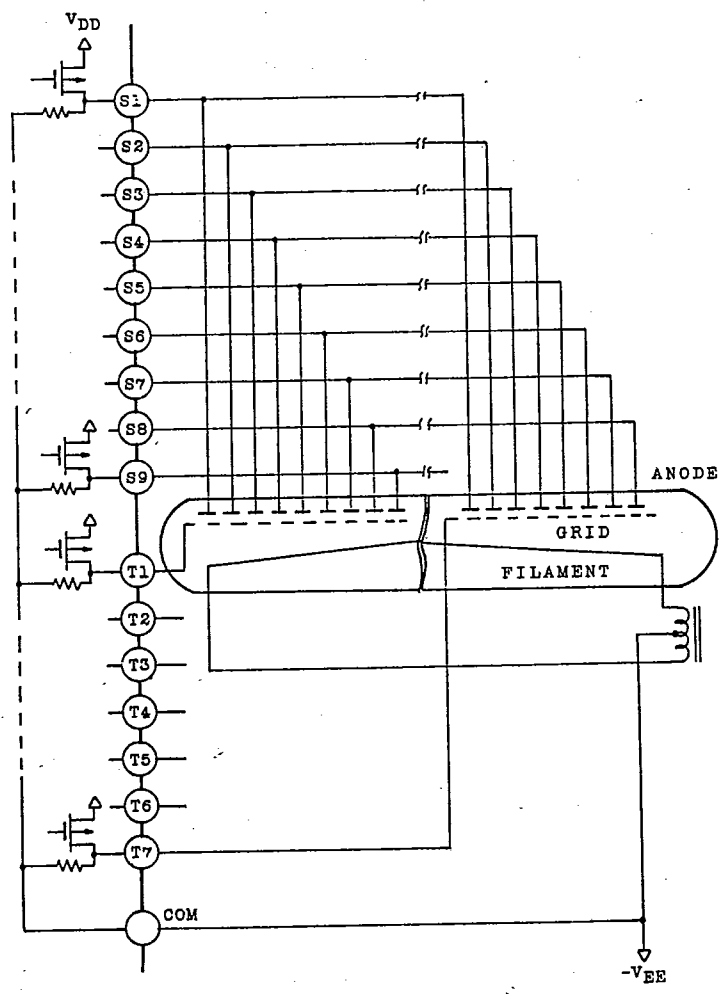 VDD
S1
S2
S3
S4
S5
S6
S7
S8
S9
ANODE
GRID
T1
FILAMENT
T2
T3
T4
T5
T6
T7
COM
-VEE